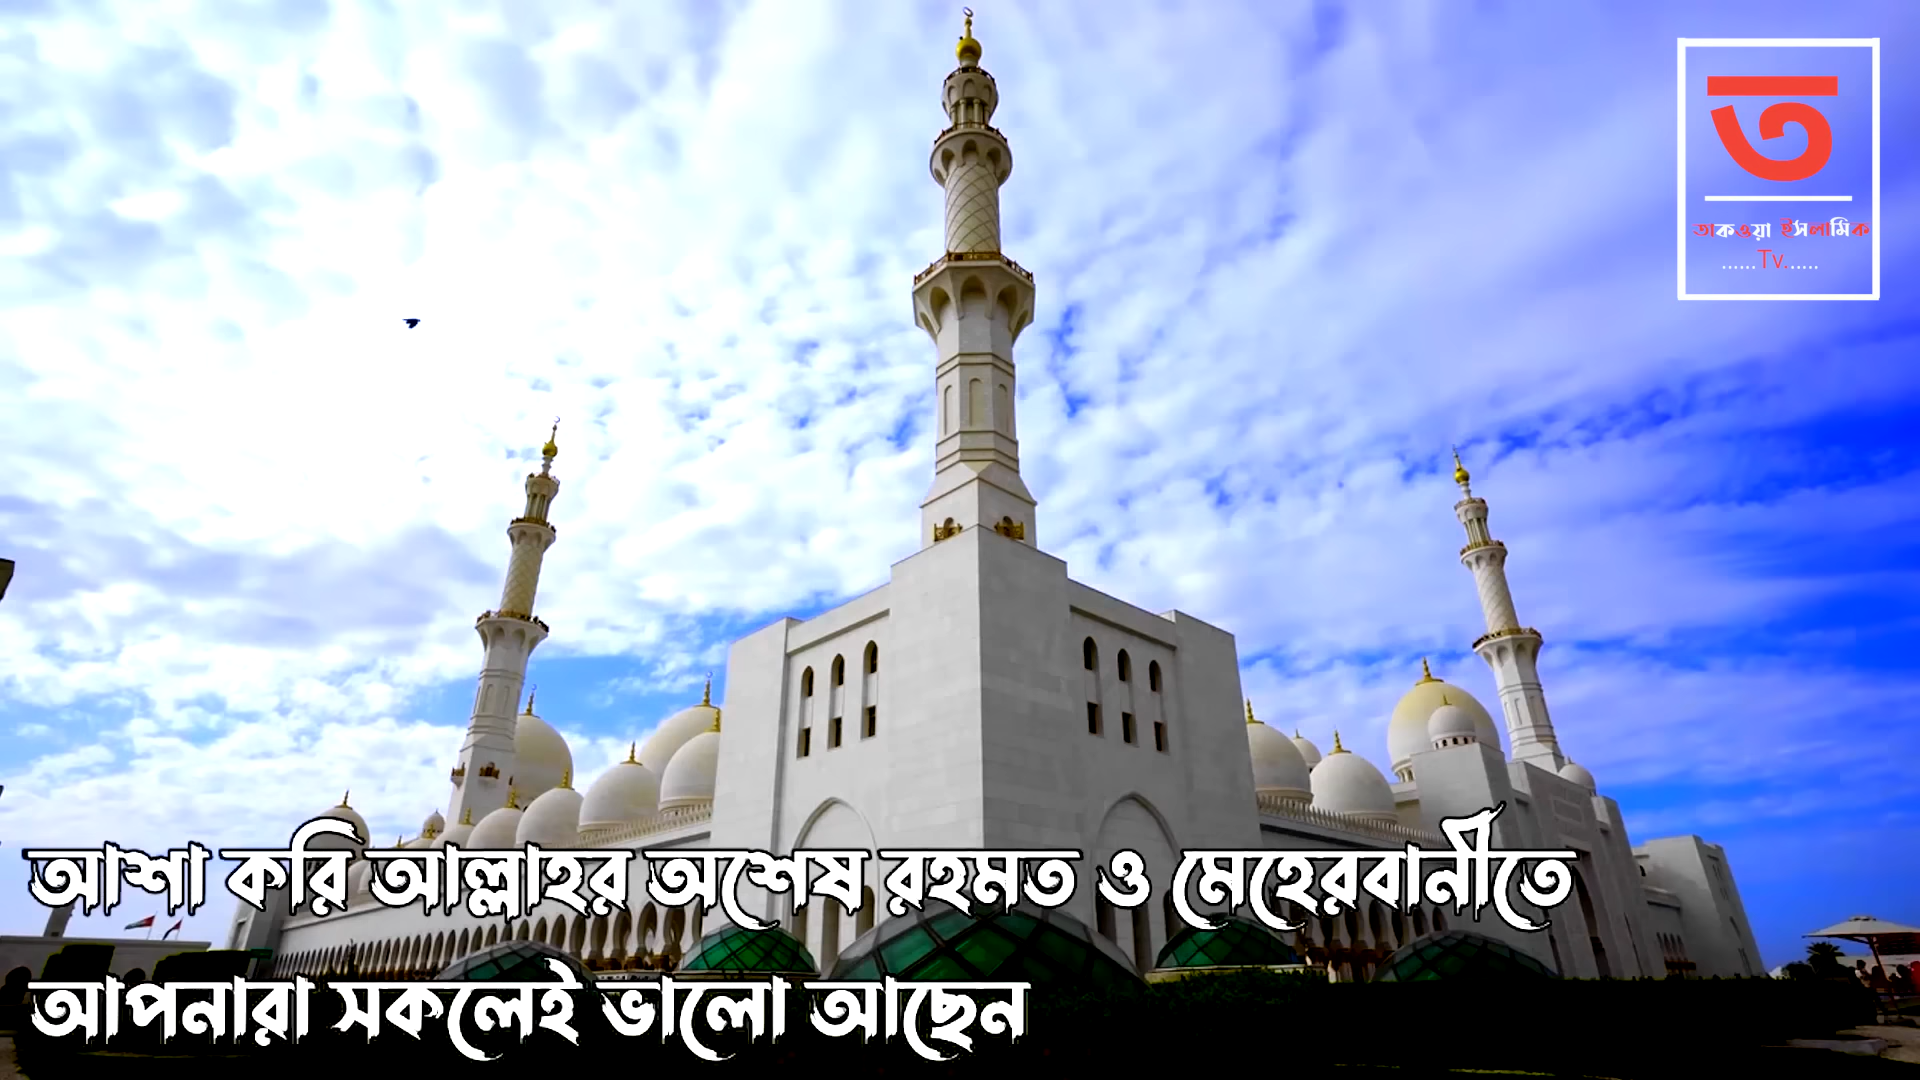 ত
তাকওয়া ইসলামিক
......Tv.....
আশা করি আল্লাহর অশেষ রহমত ও মেহেরবানীতে
আপনারা সকলেই ভালো আছেন